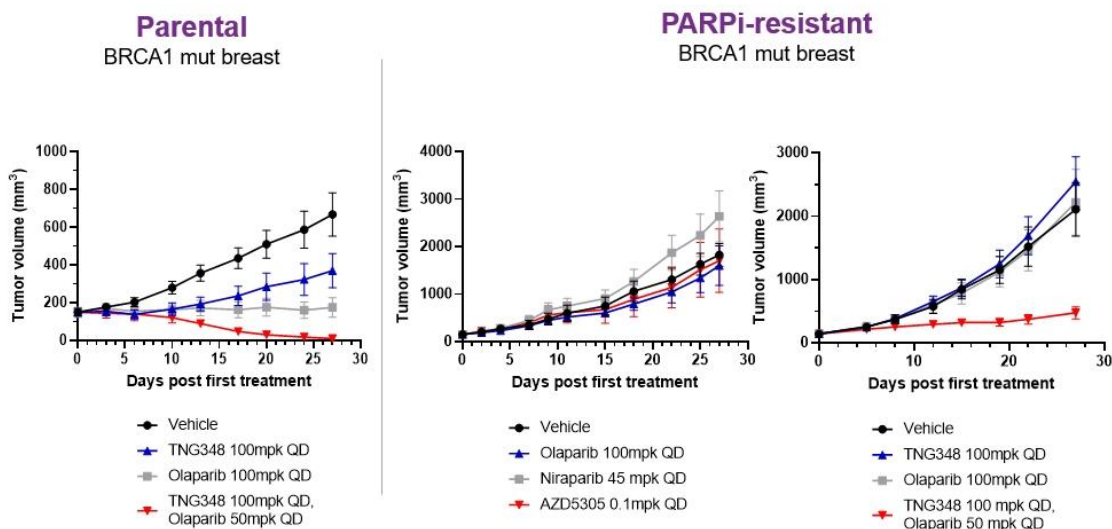 Parental
BRCA1 mut breast
PARPi-resistant
BRCA1 mut breast
Tumor volume (mm³)
1000
800
600
400
200
0
0 5 10 15 20 25 30
Days post first treatment
Vehicle
TNG348 100mpk QD
Olaparib 100mpk QD
TNG348 100mpk QD,
Olaparib 50mpk QD
Tumor volume (mm³)
4000
3000
2000
1000
0
0 5 10 15 20 25 30
Days post first treatment
Vehicle
Olaparib 100mpk QD
Niraparib 45 mpk QD
AZD5305 0.1mpk QD
Tumor volume (mm³)
3000
2000
1000
0
0 10 20 30
Days post first treatment
Vehicle
TNG348 100mpk QD
Olaparib 100mpk QD
TNG348 100 mpk QD,
Olaparib 50 mpk QD